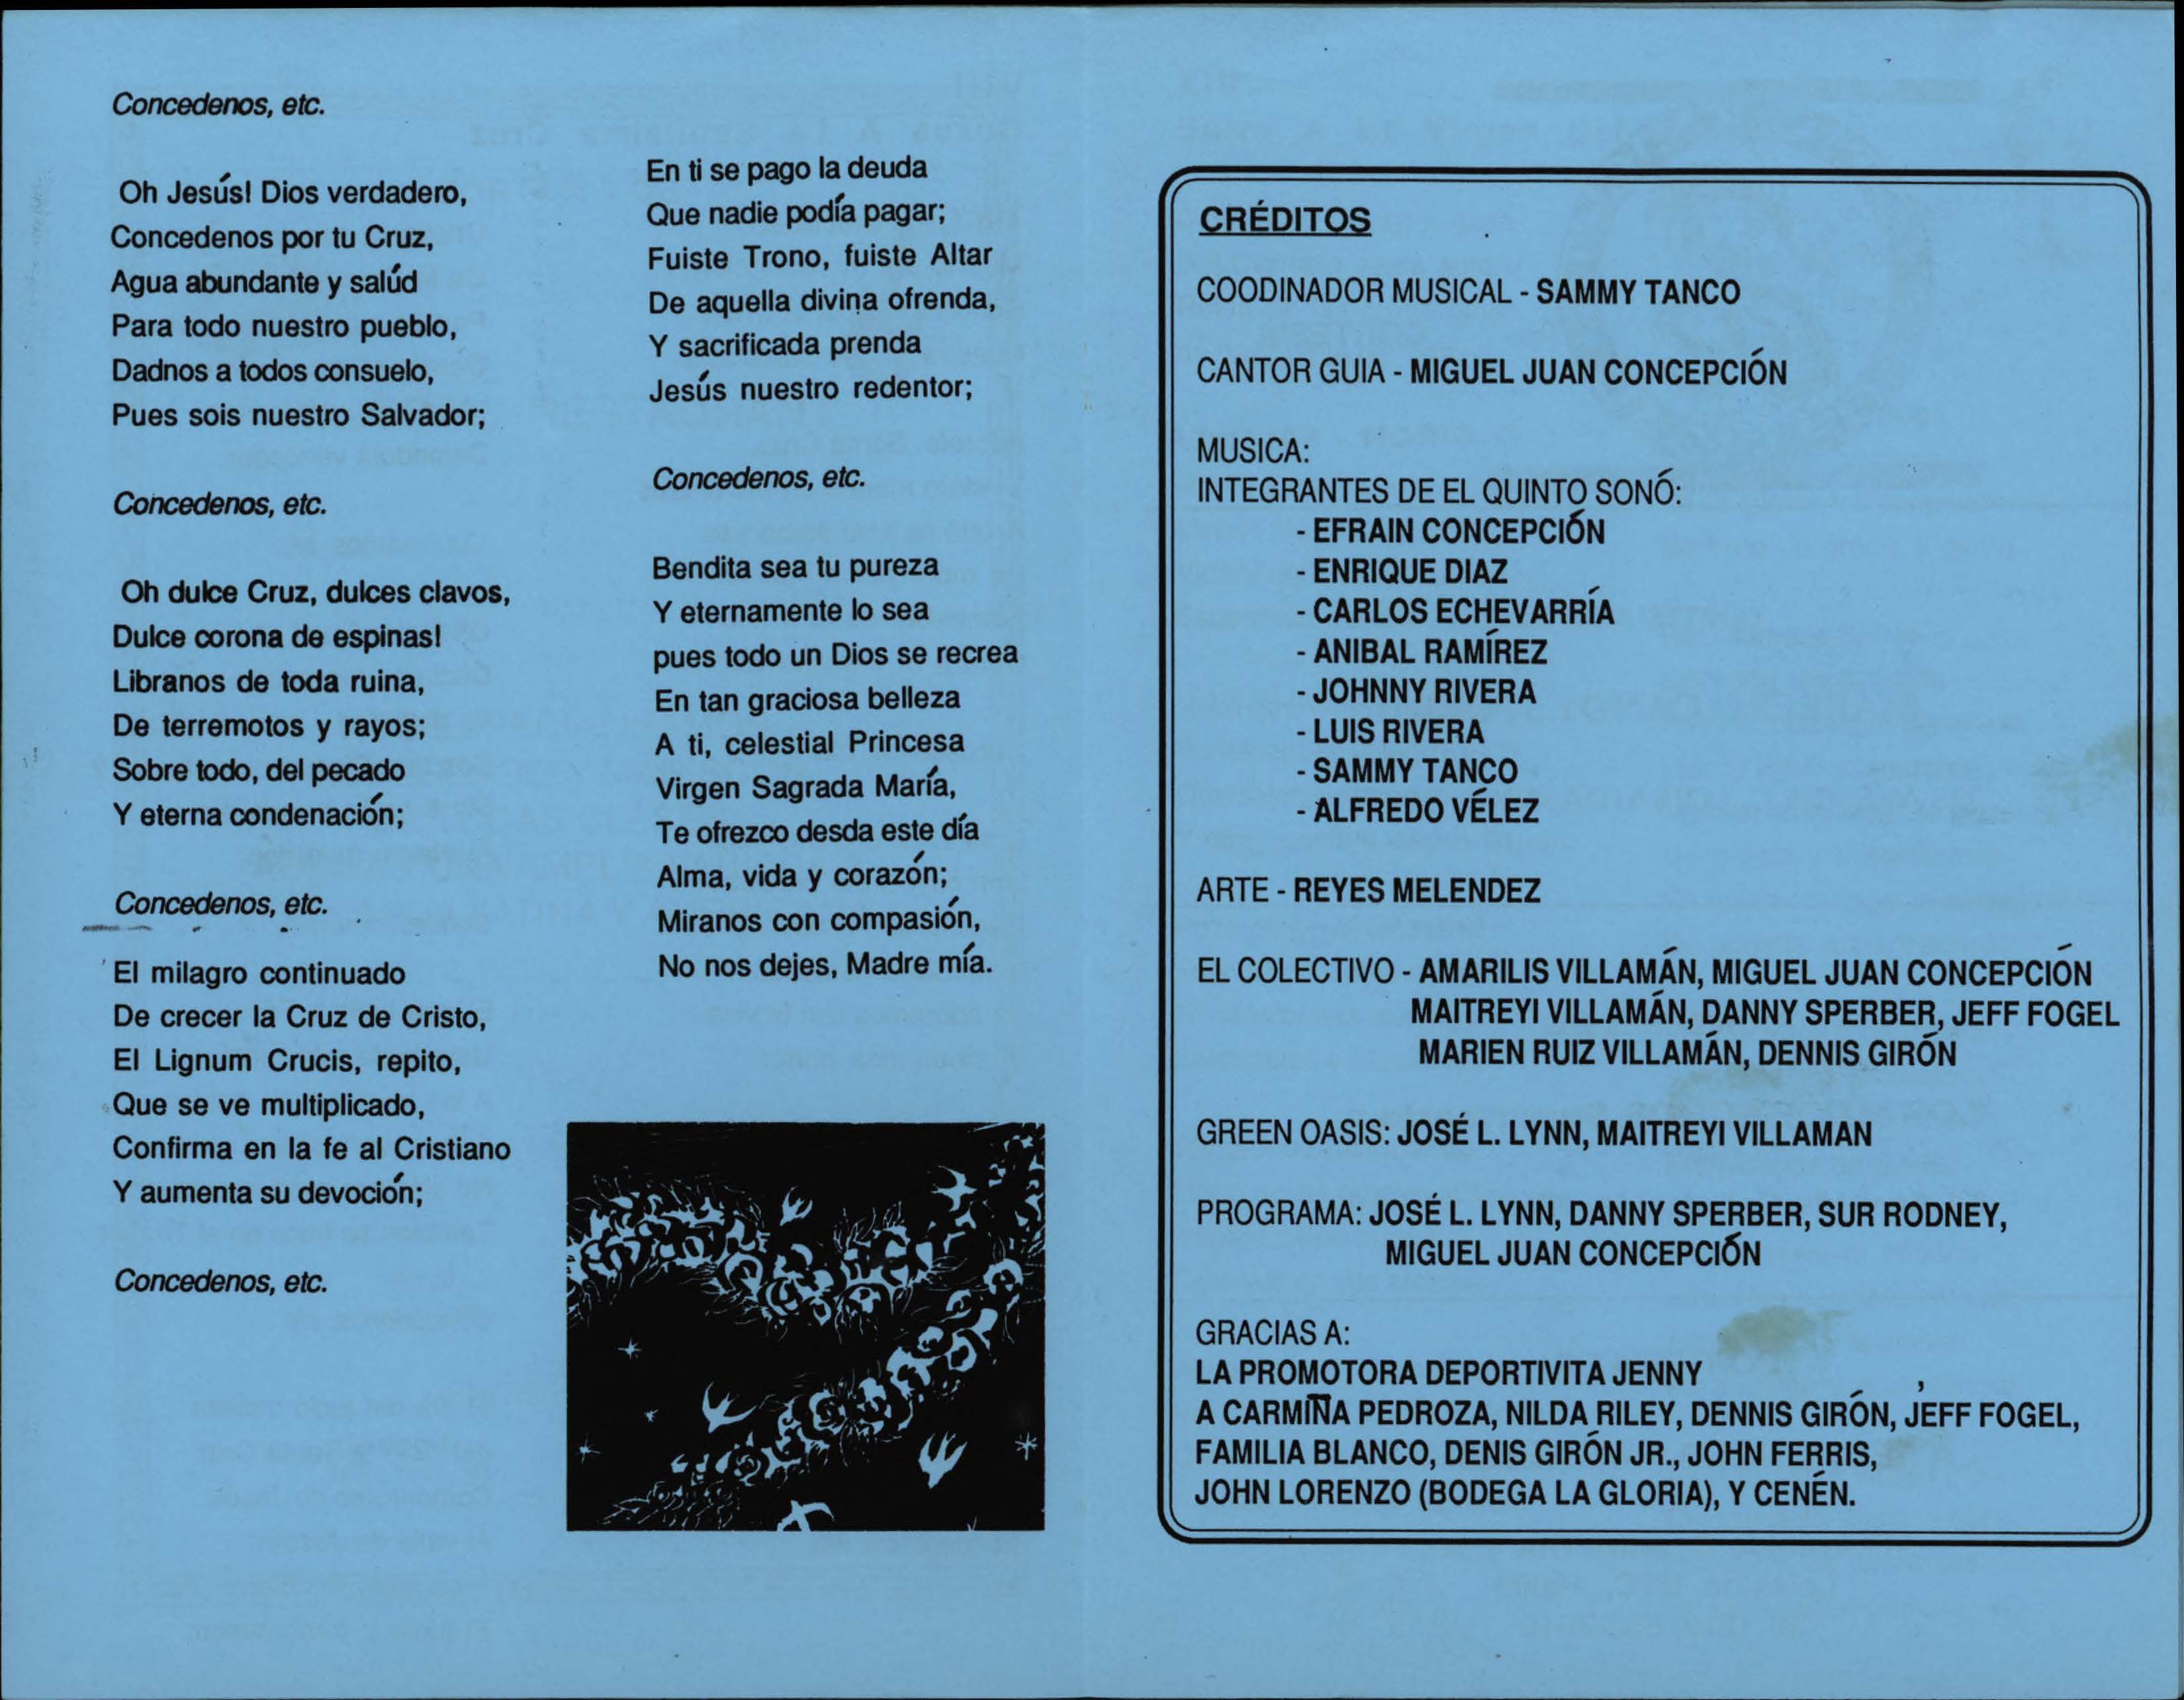 Concedenos, etc.
Oh Jesús! Dios verdadero,
Concedenos por tu Cruz,
Agua abundante y salúd
Para todo nuestro pueblo,
Dadnos a todos consuelo,
Pues sois nuestro Salvador;
Concedenos, etc.
Oh dulce Cruz, dulces clavos,
Dulce corona de espinas!
Libranos de toda ruina,
De terremotos y rayos;
Sobre todo, del pecado
Y eterna condenación;
Concedenos, etc.
El milagro continuado
De crecer la Cruz de Cristo,
El Lignum Crucis, repito,
Que se ve multiplicado,
Confirma en la fe al Cristiano
Y aumenta su devoción;
Concedenos, etc.
En ti se pago la deuda
Que nadie podía pagar;
Fuiste Trono, fuiste Altar
De aquella divina ofrenda,
Y sacrificada prenda
Jesús nuestro redentor;
Concedenos, etc.
Bendita sea tu pureza
Y eternamente lo sea
pues todo un Dios se recrea
En tan graciosa belleza
A ti, celestial Princesa
Virgen Sagrada María,
Te ofrezco desda este día
Alma, vida y corazón;
Miranos con compasión,
No nos dejes, Madre mía.
CRÉDITOS
COODINADOR MUSICAL - SAMMY TANCO
CANTOR GUIA - MIGUEL JUAN CONCEPCIÓN
MUSICA:
INTEGRANTES DE EL QUINTO SONÓ:
- EFRAIN CONCEPCIÓN
- ENRIQUE DIAZ
- CARLOS ECHEVARRÍA
- ANIBAL RAMÍREZ
- JOHNNY RIVERA
- LUIS RIVERA
- SAMMY TANCO
- ALFREDO VÉLEZ
ARTE - REYES MELENDEZ
EL COLECTIVO - AMARILIS VILLAMÁN, MIGUEL JUAN CONCEPCIÓN
MAITREYI VILLAMÁN, DANNY SPERBER, JEFF FOGEL
MARIEN RUIZ VILLAMÁN, DENNIS GIRÓN
GREEN OASIS: JOSÉ L. LYNN, MAITREYI VILLAMAN
PROGRAMA: JOSÉ L. LYNN, DANNY SPERBER, SUR RODNEY,
MIGUEL JUAN CONCEPCIÓN
GRACIAS A:
LA PROMOTORA DEPORTIVITA JENNY
A CARMIÑA PEDROZA, NILDA RILEY, DENNIS GIRÓN, JEFF FOGEL,
FAMILIA BLANCO, DENIS GIRÓN JR., JOHN FERRIS,
JOHN LORENZO (BODEGA LA GLORIA), Y CENÉN.